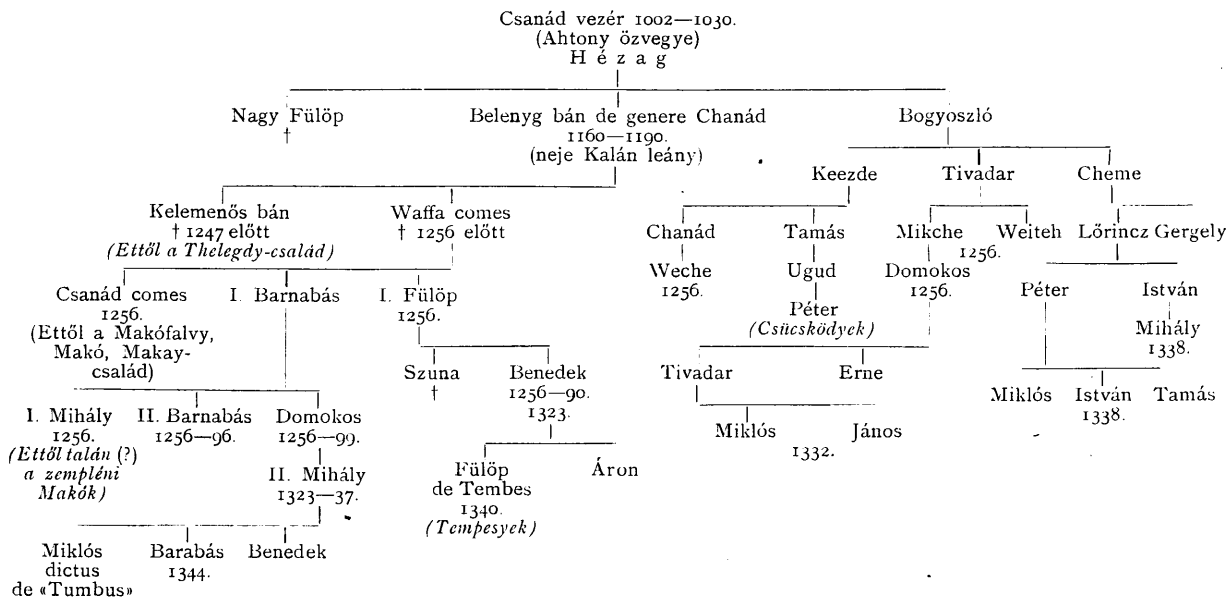 Csanád vezér 1002—1030.
(Ahtony özvegye)
Hézag
Nagy Fülöp
†
Belenyg bán de genere Chanád
1160—1190.
(neje Kalán leány)
Bogyoszló
Keezde
Tivadar
Cheme
Kelemenős bán
† 1247 előtt
(Ettől a Thelegdy-család)
Waffa comes
† 1256 előtt
Chanád
Tamás
Mikche
Weiteh
1256.
Lőrincz Gergely
Weche
1256.
Ugud
Péter
(Csücsködyek)
Domokos
1256.
Péter
István
Mihály
1338.
Csanád comes
1256.
(Ettől a Makófalvy,
Makó, Makay-
család)
I. Barnabás
I. Fülöp
1256.
Szuna
†
Benedek
1256—90.
1323.
Tivadar
Erne
Miklós
István
1338.
Tamás
I. Mihály
1256.
(Ettől talán (?)
a zempléni
Makók)
II. Barnabás
1256—96.
Domokos
1256—99.
II. Mihály
1323—37.
Miklós
János
1332.
Fülöp
de Tembes
1340.
(Tempesyek)
Áron
Miklós
dictus
de «Tumbus»
Barabás
1344.
Benedek